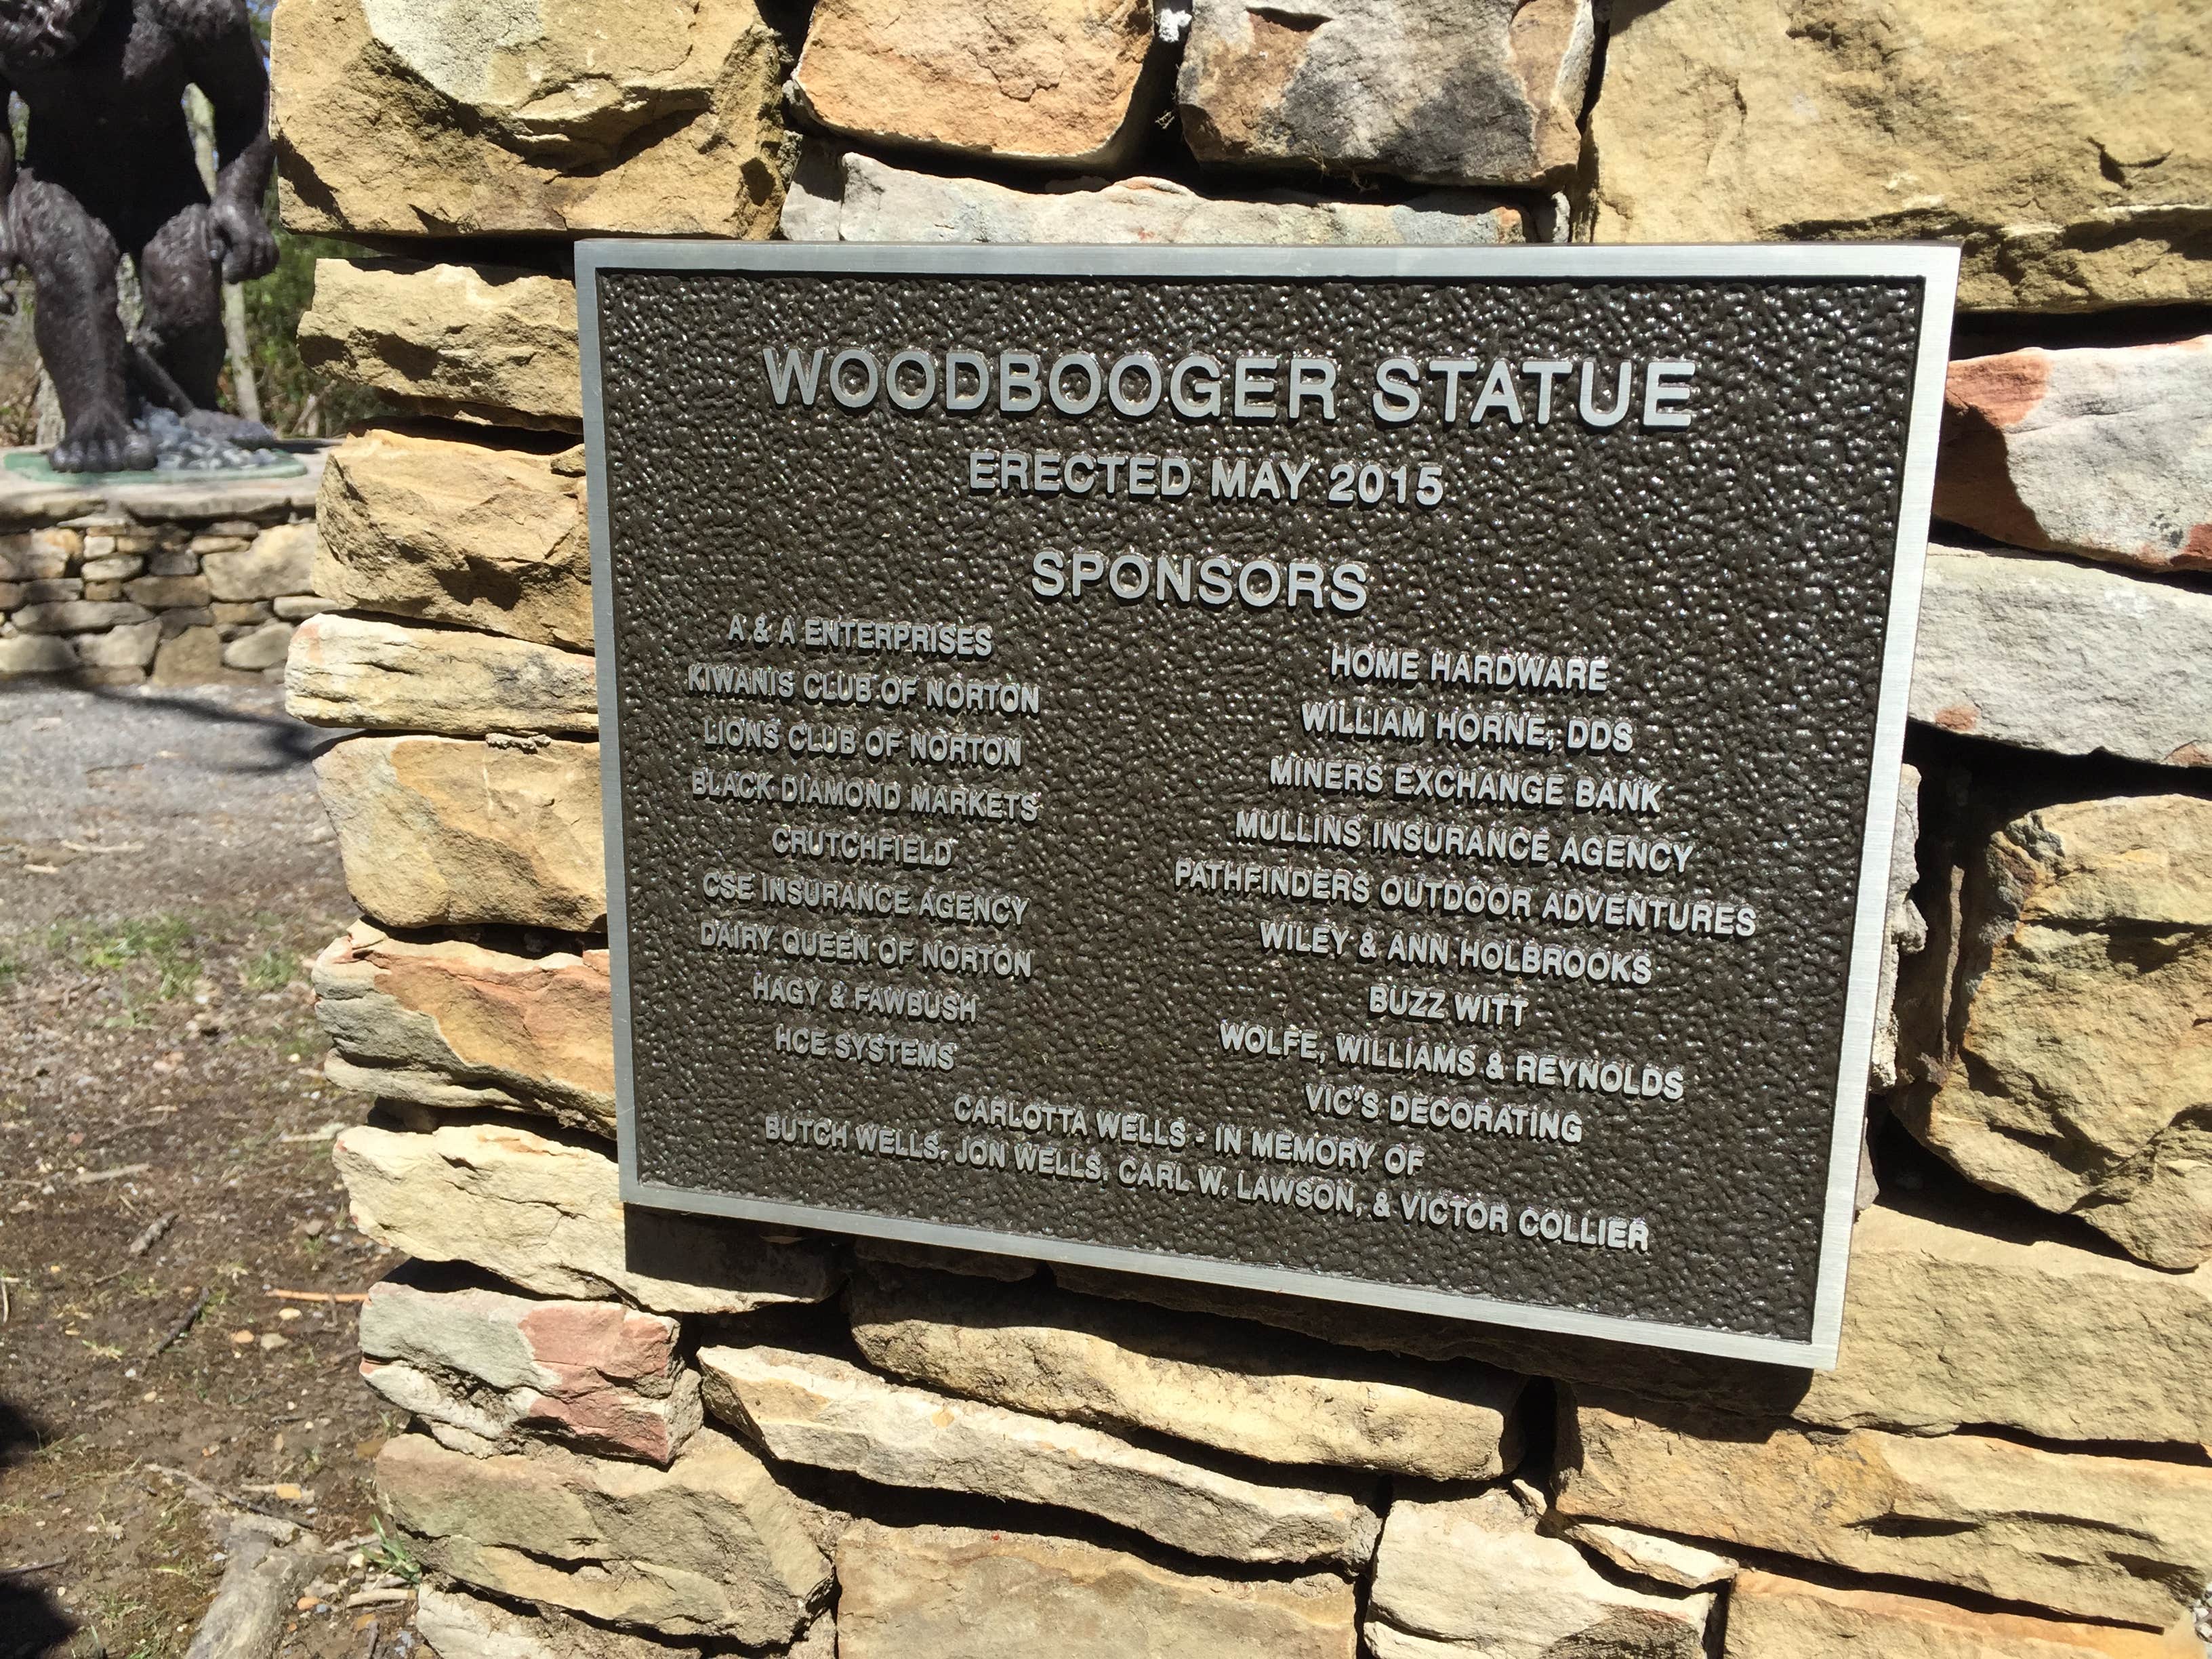 WOODBOOGER STATUE
ERECTED MAY 2015
SPONSORS
A & A ENTERPRISES
KIWANIS CLUB OF NORTON
LIONS CLUB OF NORTON
BLACK DIAMOND MARKETS
CRUTCHFIELD
CSE INSURANCE AGENCY
DAIRY QUEEN OF NORTON
HAGY & FAWBUSH
HCE SYSTEMS
HOME HARDWARE
WILLIAM HORNE, DDS
MINERS EXCHANGE BANK
MULLINS INSURANCE AGENCY
PATHFINDERS OUTDOOR ADVENTURES
WILEY & ANN HOLBROOKS
BUZZ WITT
WOLFE, WILLIAMS & REYNOLDS
VIC'S DECORATING
CARLOTTA WELLS - IN MEMORY OF
BUTCH WELLS, JON WELLS, CARL W. LAWSON, & VICTOR COLLIER